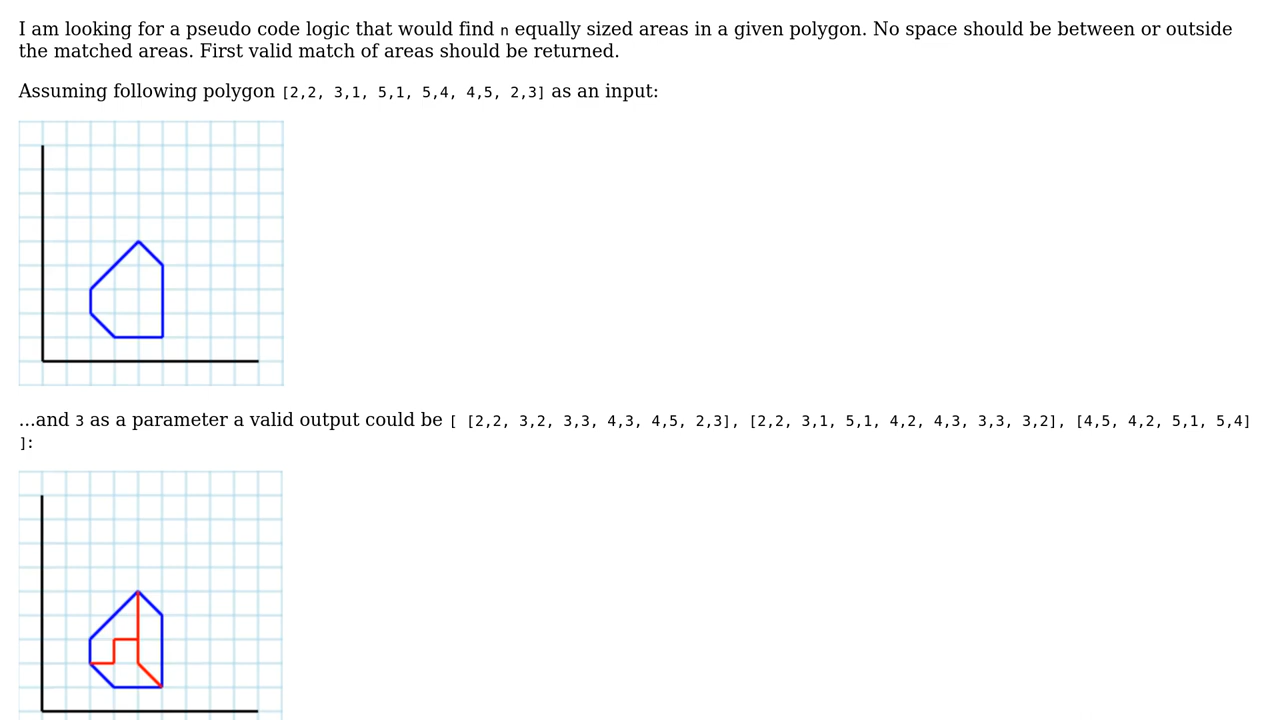 I am looking for a pseudo code logic that would find n equally sized areas in a given polygon. No space should be between or outside
the matched areas. First valid match of areas should be returned.
Assuming following polygon [2,2, 3,1, 5,1, 5,4, 4,5, 2,3] as an input:
...and 3 as a parameter a valid output could be [ [2,2, 3,2, 3,3, 4,3, 4,5, 2,3], [2,2, 3,1, 5,1, 4,2, 4,3, 3,3, 3,2], [4,5, 4,2, 5,1, 5,4]
]: